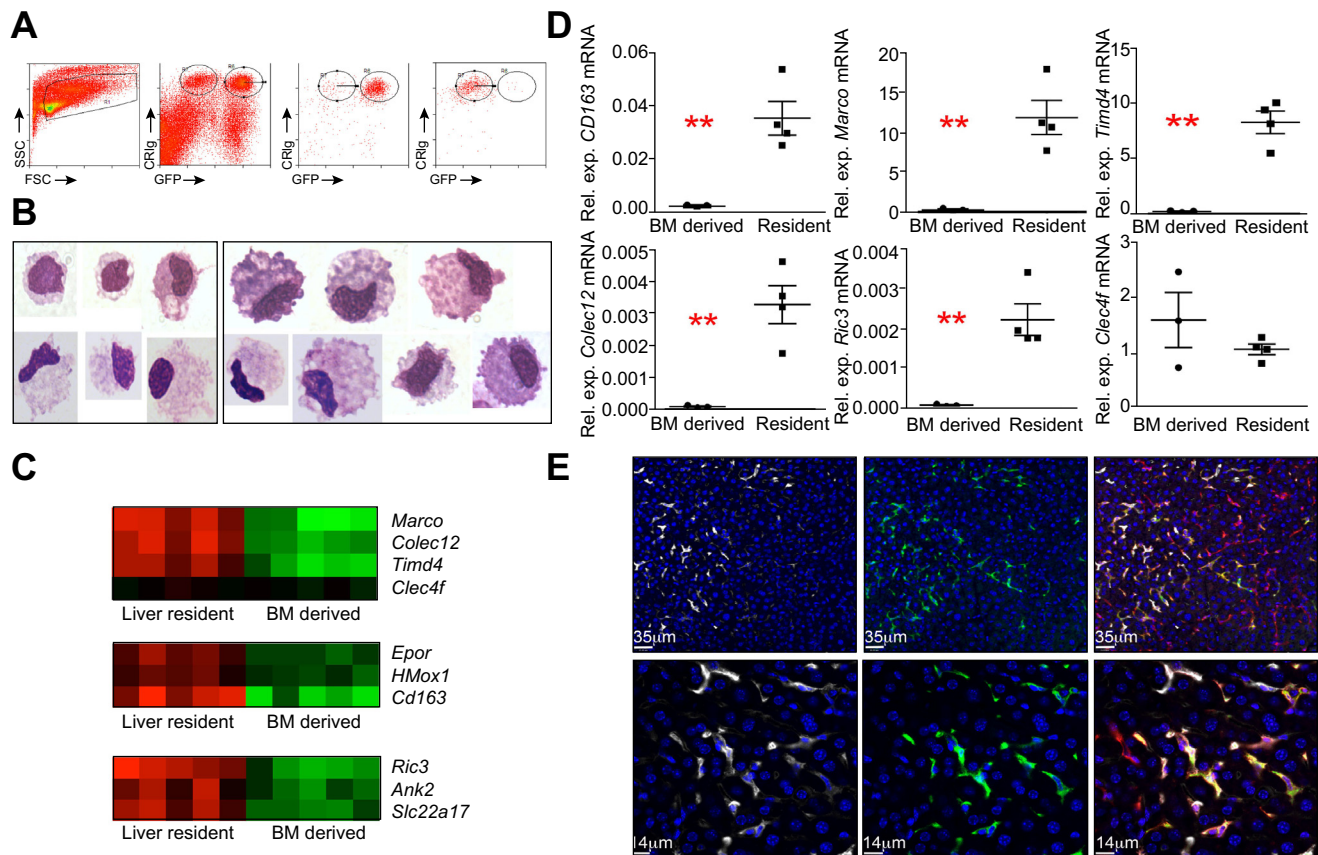 A
SSC
FSC
R1
CRIg
GFP
R6
CRIg
GFP
R7
R6
CRIg
GFP
R7
R6
B
C
Marco
Colec12
Timd4
Clec4f
Liver resident BM derived
Epor
HMox1
Cd163
Liver resident BM derived
Ric3
Ank2
Slc22a17
Liver resident BM derived
D
Rel. exp. CD163 mRNA
0.06
0.04
0.02
0.00
**
BM derived Resident
Rel. exp. Marco mRNA
20
15
10
5
0
**
BM derived Resident
Rel. exp. Timd4 mRNA
15
10
5
0
**
BM derived Resident
Rel. exp. Colec12 mRNA
0.005
0.004
0.003
0.002
0.001
0.000
**
BM derived Resident
Rel. exp. Ric3 mRNA
0.004
0.003
0.002
0.001
0.000
**
BM derived Resident
Rel. exp. Clec4f mRNA
3
2
1
0
BM derived Resident
E
35μm
35μm
35μm
14μm
14μm
14μm